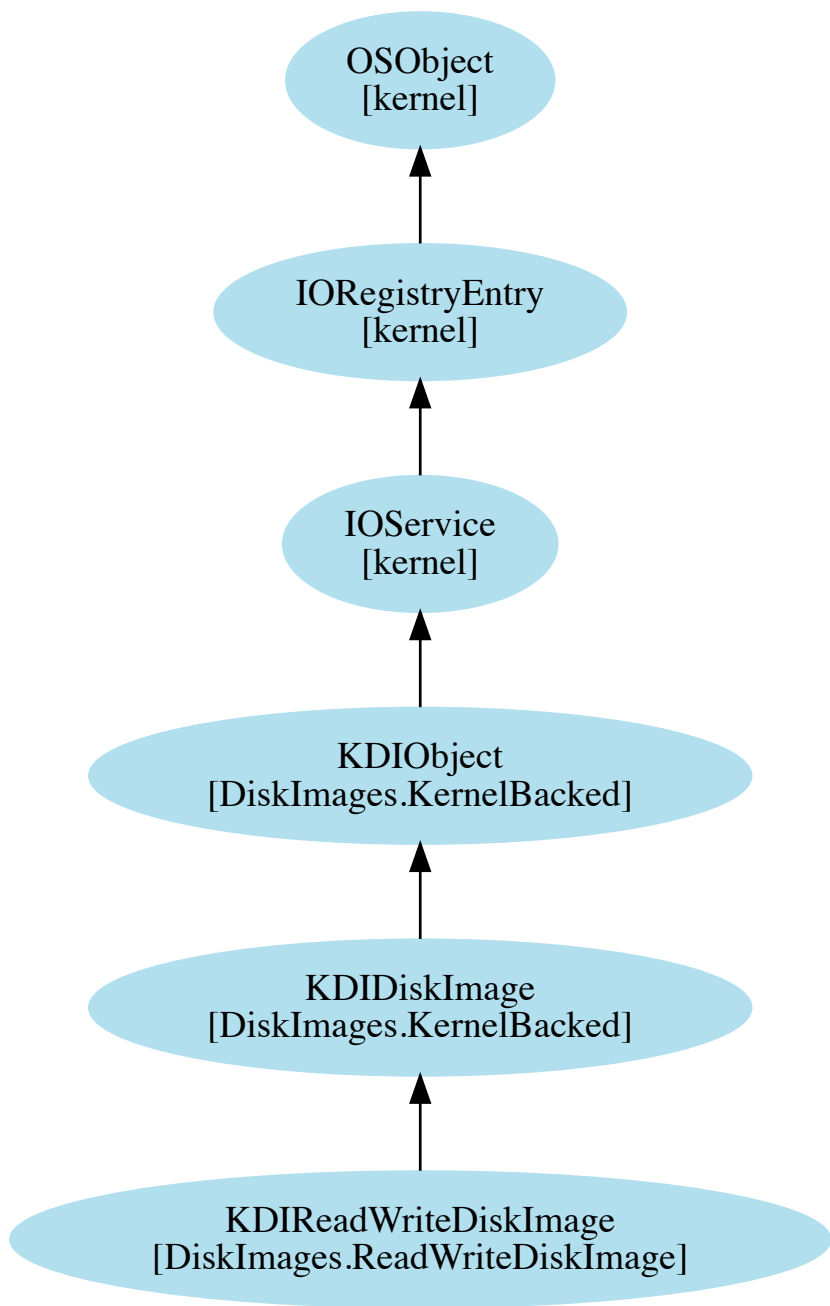 OSObject
[kernel]
IORegistryEntry
[kernel]
IOService
[kernel]
KDIObject
[DiskImages.KernelBacked]
KDIDiskImage
[DiskImages.KernelBacked]
KDIReadWriteDiskImage
[DiskImages.ReadWriteDiskImage]